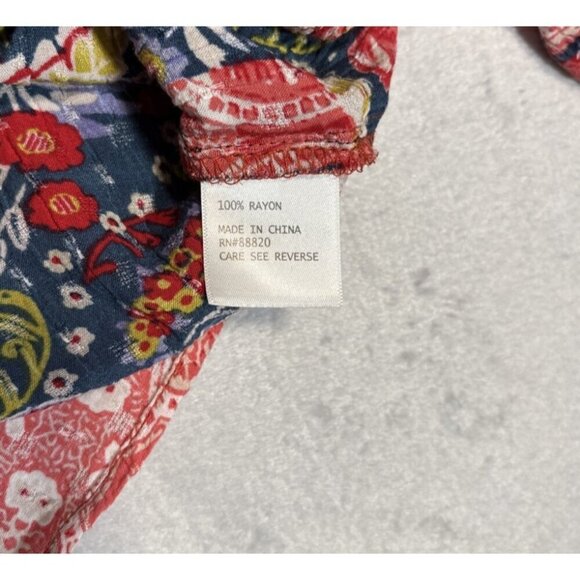 100% RAYON
MADE IN CHINA
RN#88820
CARE SEE REVERSE